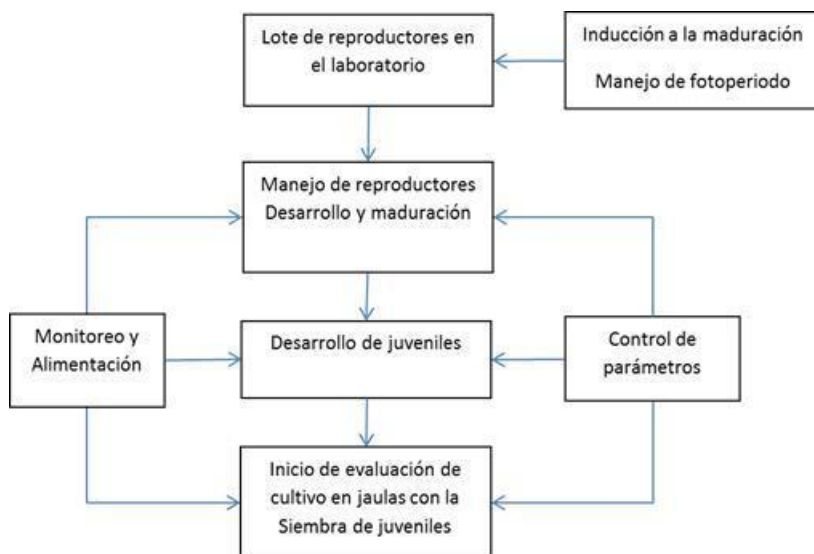 Lote de reproductores en
el laboratorio
Inducción a la maduración
Manejo de fotoperiodo
Manejo de reproductores
Desarrollo y maduración
Monitoreo y
Alimentación
Desarrollo de juveniles
Control de
parámetros
Inicio de evaluación de
cultivo en jaulas con la
Siembra de juveniles